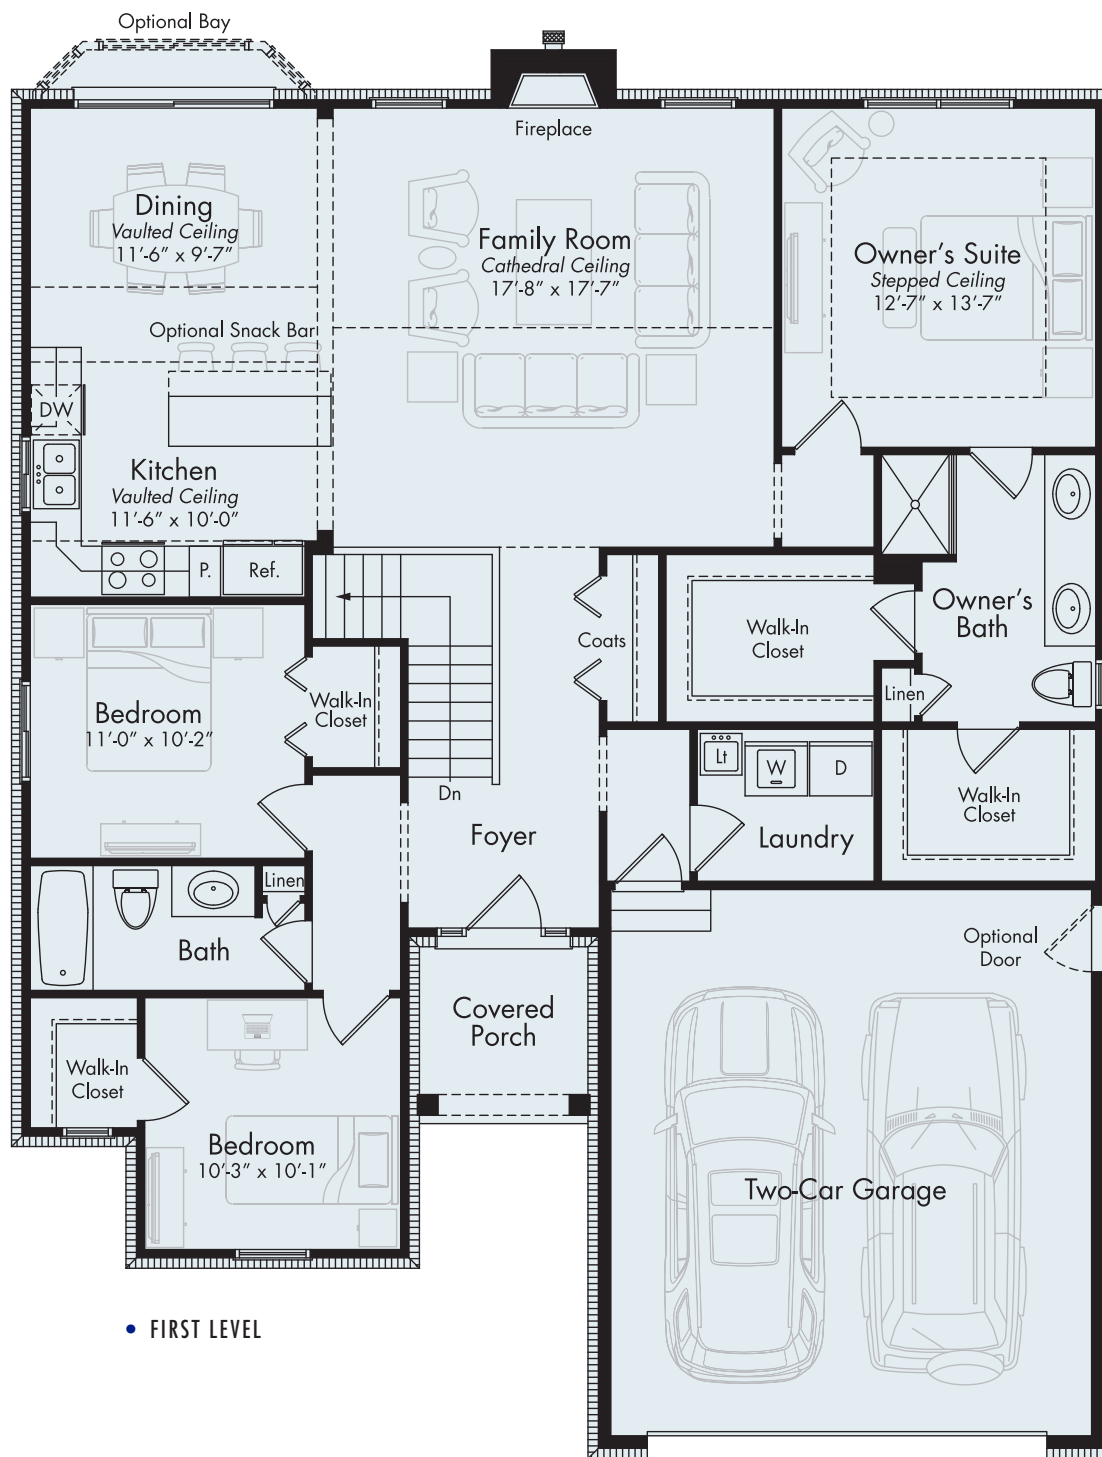 Optional Bay
Fireplace
Dining
Vaulted Ceiling
11'-6" x 9'-7"
Family Room
Cathedral Ceiling
17'-8" x 17'-7"
Owner's Suite
Stepped Ceiling
12'-7" x 13'-7"
Optional Snack Bar
DW
Kitchen
Vaulted Ceiling
11'-6" x 10'-0"
P.
Ref.
Coats
Walk-In
Closet
Owner's
Bath
Linen
Bedroom
11'-0" x 10'-2"
Walk-In
Closet
Dn
Lt
W
D
Walk-In
Closet
Foyer
Laundry
Linen
Bath
Optional
Door
Covered
Porch
Walk-In
Closet
Bedroom
10'-3" x 10'-1"
Two-Car Garage
• FIRST LEVEL